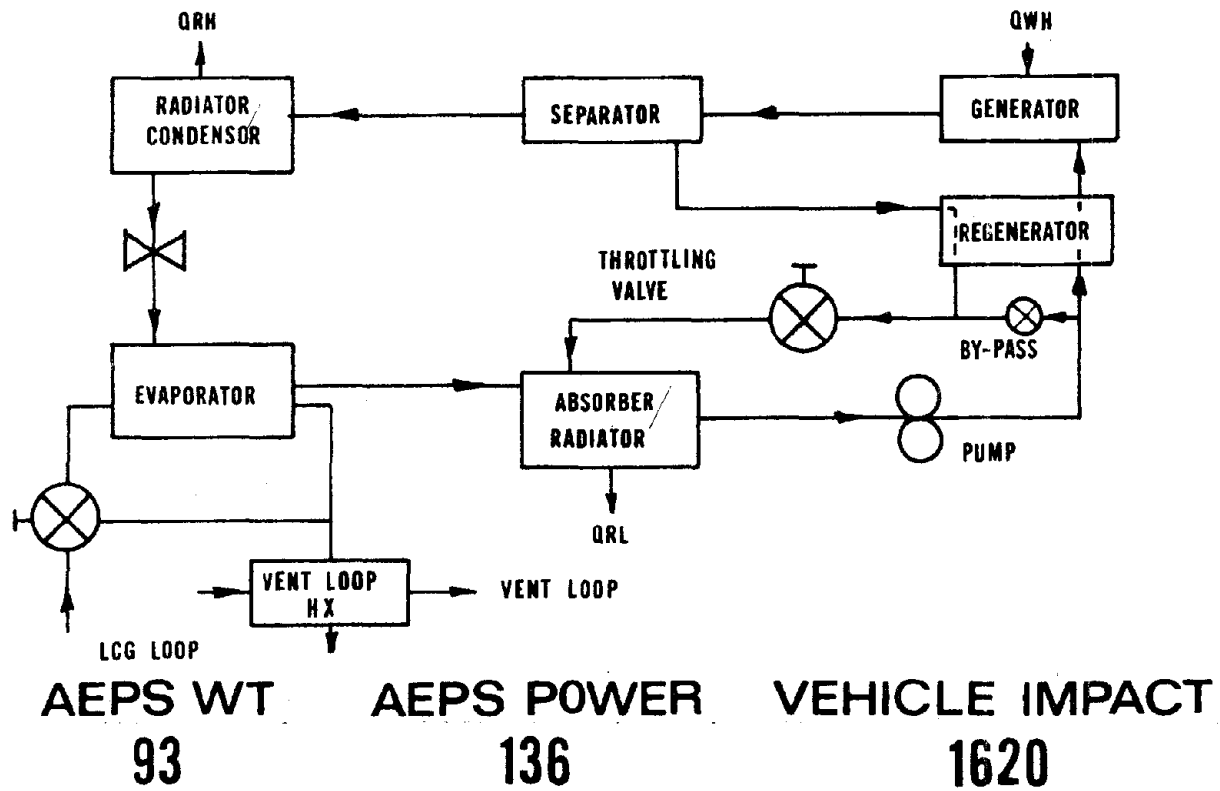 QRH
QWH
RADIATOR
CONDENSOR
SEPARATOR
GENERATOR
REGENERATOR
THROTTLING
VALVE
BY-PASS
EVAPORATOR
ABSORBER
RADIATOR
PUMP
QRL
VENT LOOP
HX
VENT LOOP
LCG LOOP
AEPS WT
AEPS POWER
VEHICLE IMPACT
93
136
1620